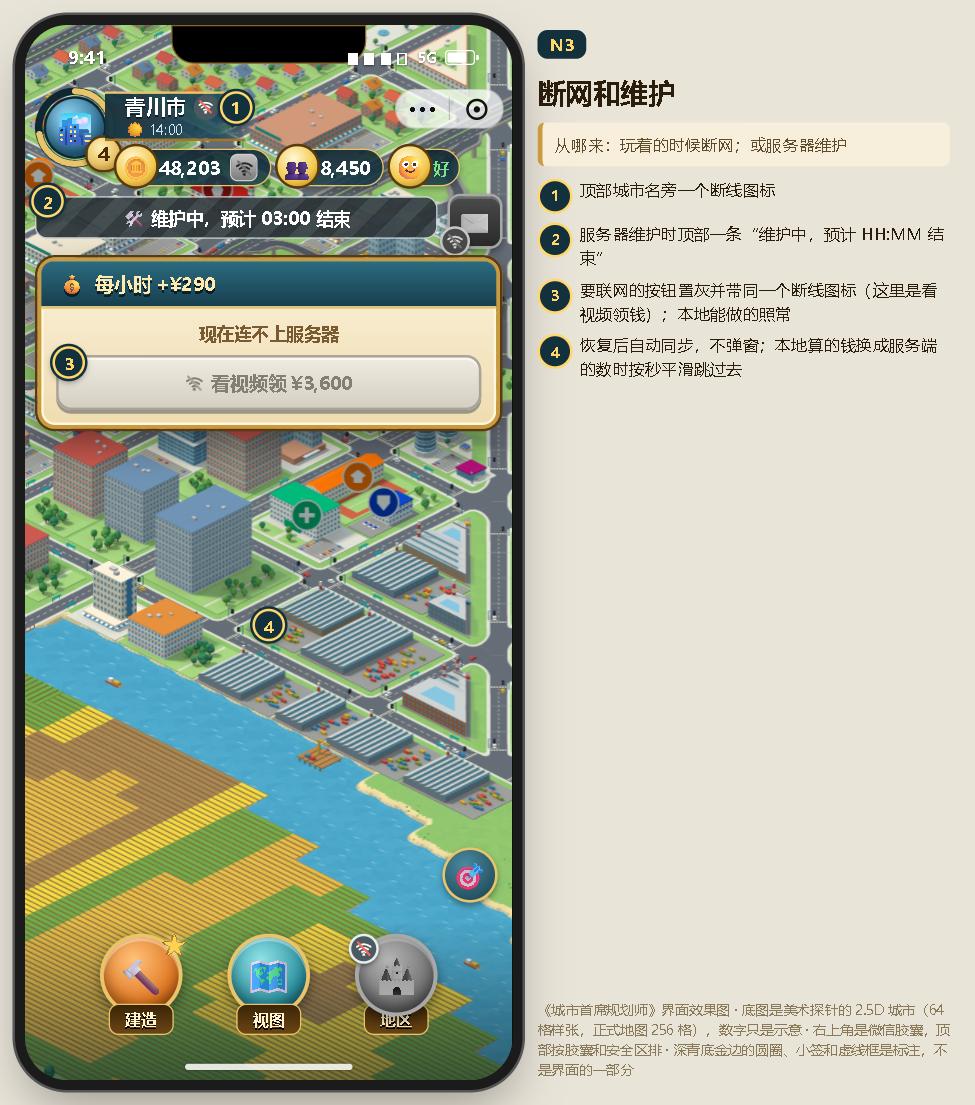 9:41
5G
青川市
1
14:00
4
48,203
8,450
好
2
维护中，预计 03:00 结束
每小时 +¥290
现在连不上服务器
3
看视频领 ¥3,600
4
建造
视图
地区
N3
断网和维护
从哪来：玩着的时候断网；或服务器维护
1 顶部城市名旁一个断线图标
2 服务器维护时顶部一条“维护中，预计 HH:MM 结
束”
3 要联网的按钮置灰并带同一个断线图标（这里是看
视频领钱）；本地能做的照常
4 恢复后自动同步，不弹窗；本地算的钱换成服务端
的数时按秒平滑跳过去
《城市首席规划师》界面效果图 · 底图是美术探针的 2.5D 城市（64
格样张，正式地图 256 格），数字只是示意 · 右上角是微信胶囊，顶
部按胶囊和安全区排 · 深青底金边的圆圈、小签和虚线框是标注，不
是界面的一部分